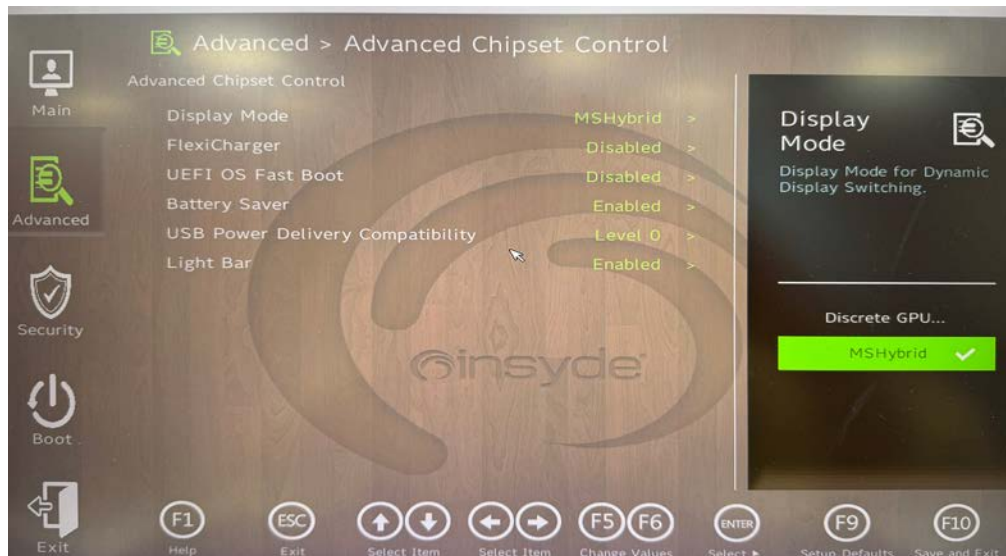 Advanced > Advanced Chipset Control
Main
Advanced
Security
Boot
Exit
Advanced Chipset Control
Display Mode MSHybrid >
FlexiCharger Disabled >
UEFI OS Fast Boot Disabled >
Battery Saver Enabled >
USB Power Delivery Compatibility Level 0 >
Light Bar Enabled >
insyde
Display
Mode
Display Mode for Dynamic
Display Switching.
Discrete GPU...
MSHybrid
F1 ESC F5 F6 ENTER F9 F10
Help Exit Select Item Select Item Change Values Select Setup Defaults Save and Exit